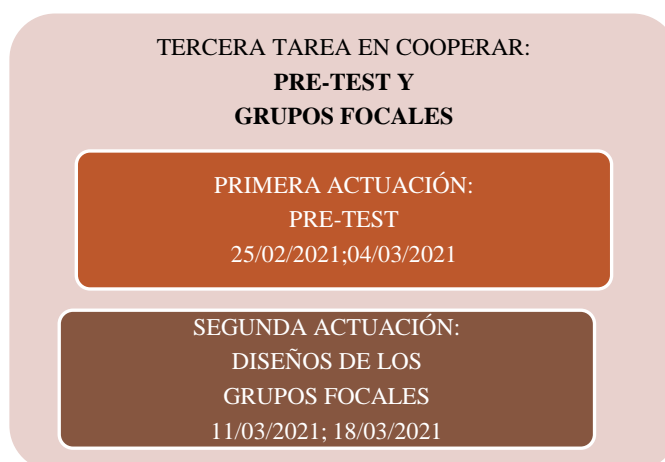 TERCERA TAREA EN COOPERAR:
PRE-TEST Y
GRUPOS FOCALES
PRIMERA ACTUACIÓN:
PRE-TEST
25/02/2021;04/03/2021
SEGUNDA ACTUACIÓN:
DISEÑOS DE LOS
GRUPOS FOCALES
11/03/2021; 18/03/2021